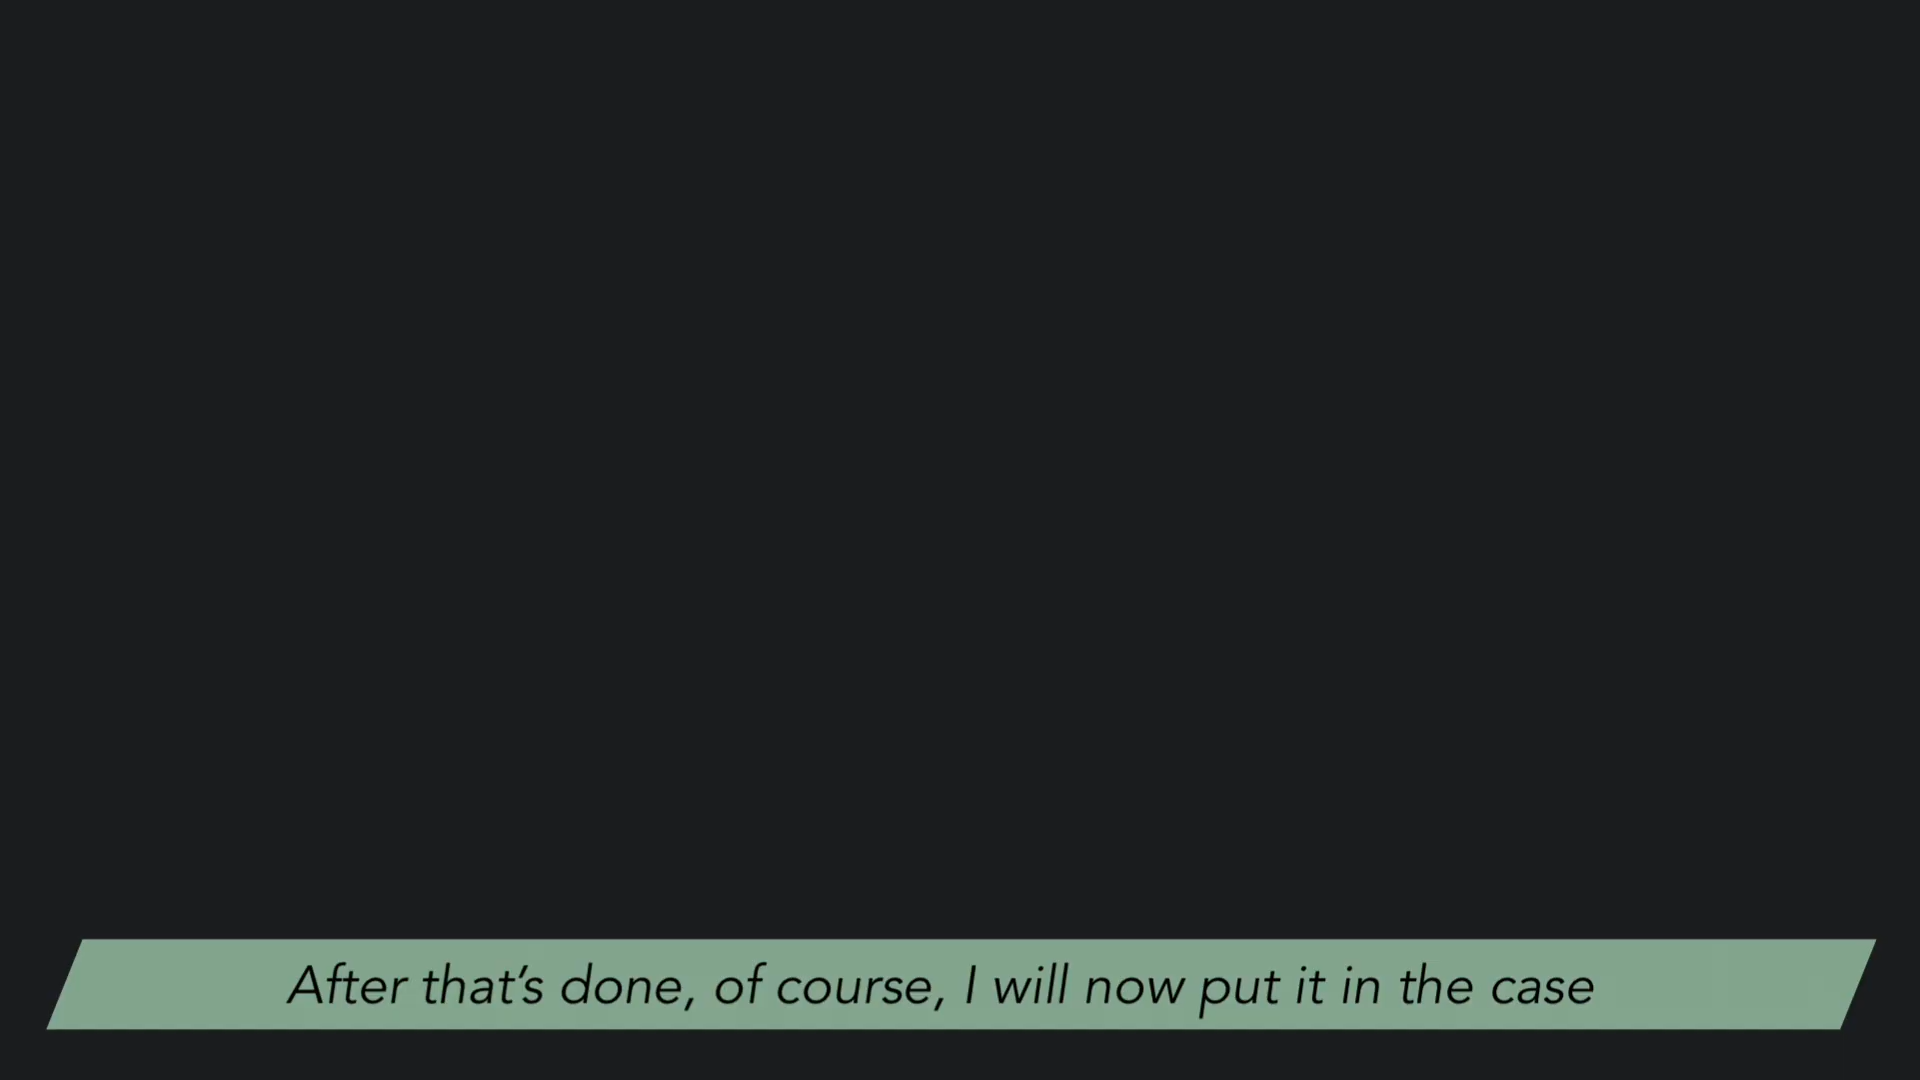 After that’s done, of course, I will now put it in the case